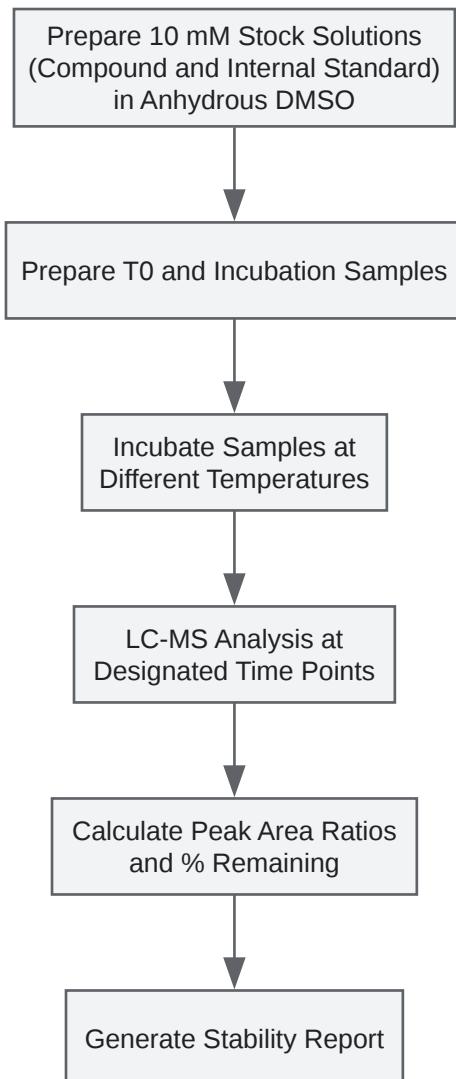 Prepare 10 mM Stock Solutions
(Compound and Internal Standard)
in Anhydrous DMSO
Prepare T0 and Incubation Samples
Incubate Samples at
Different Temperatures
LC-MS Analysis at
Designated Time Points
Calculate Peak Area Ratios
and % Remaining
Generate Stability Report